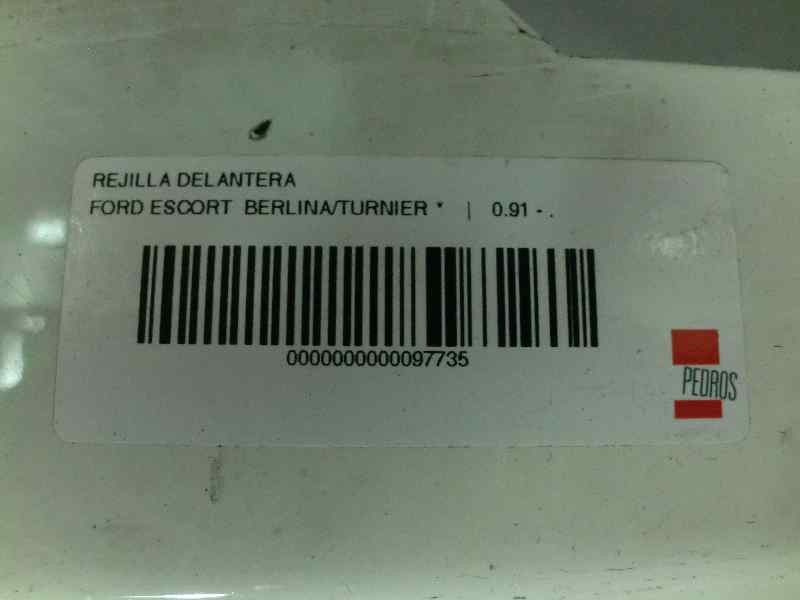 REJILLA DELANTERA
FORD ESCORT BERLINA/TURNIER * | 0.91 - .
0000000000097735
PEDROS